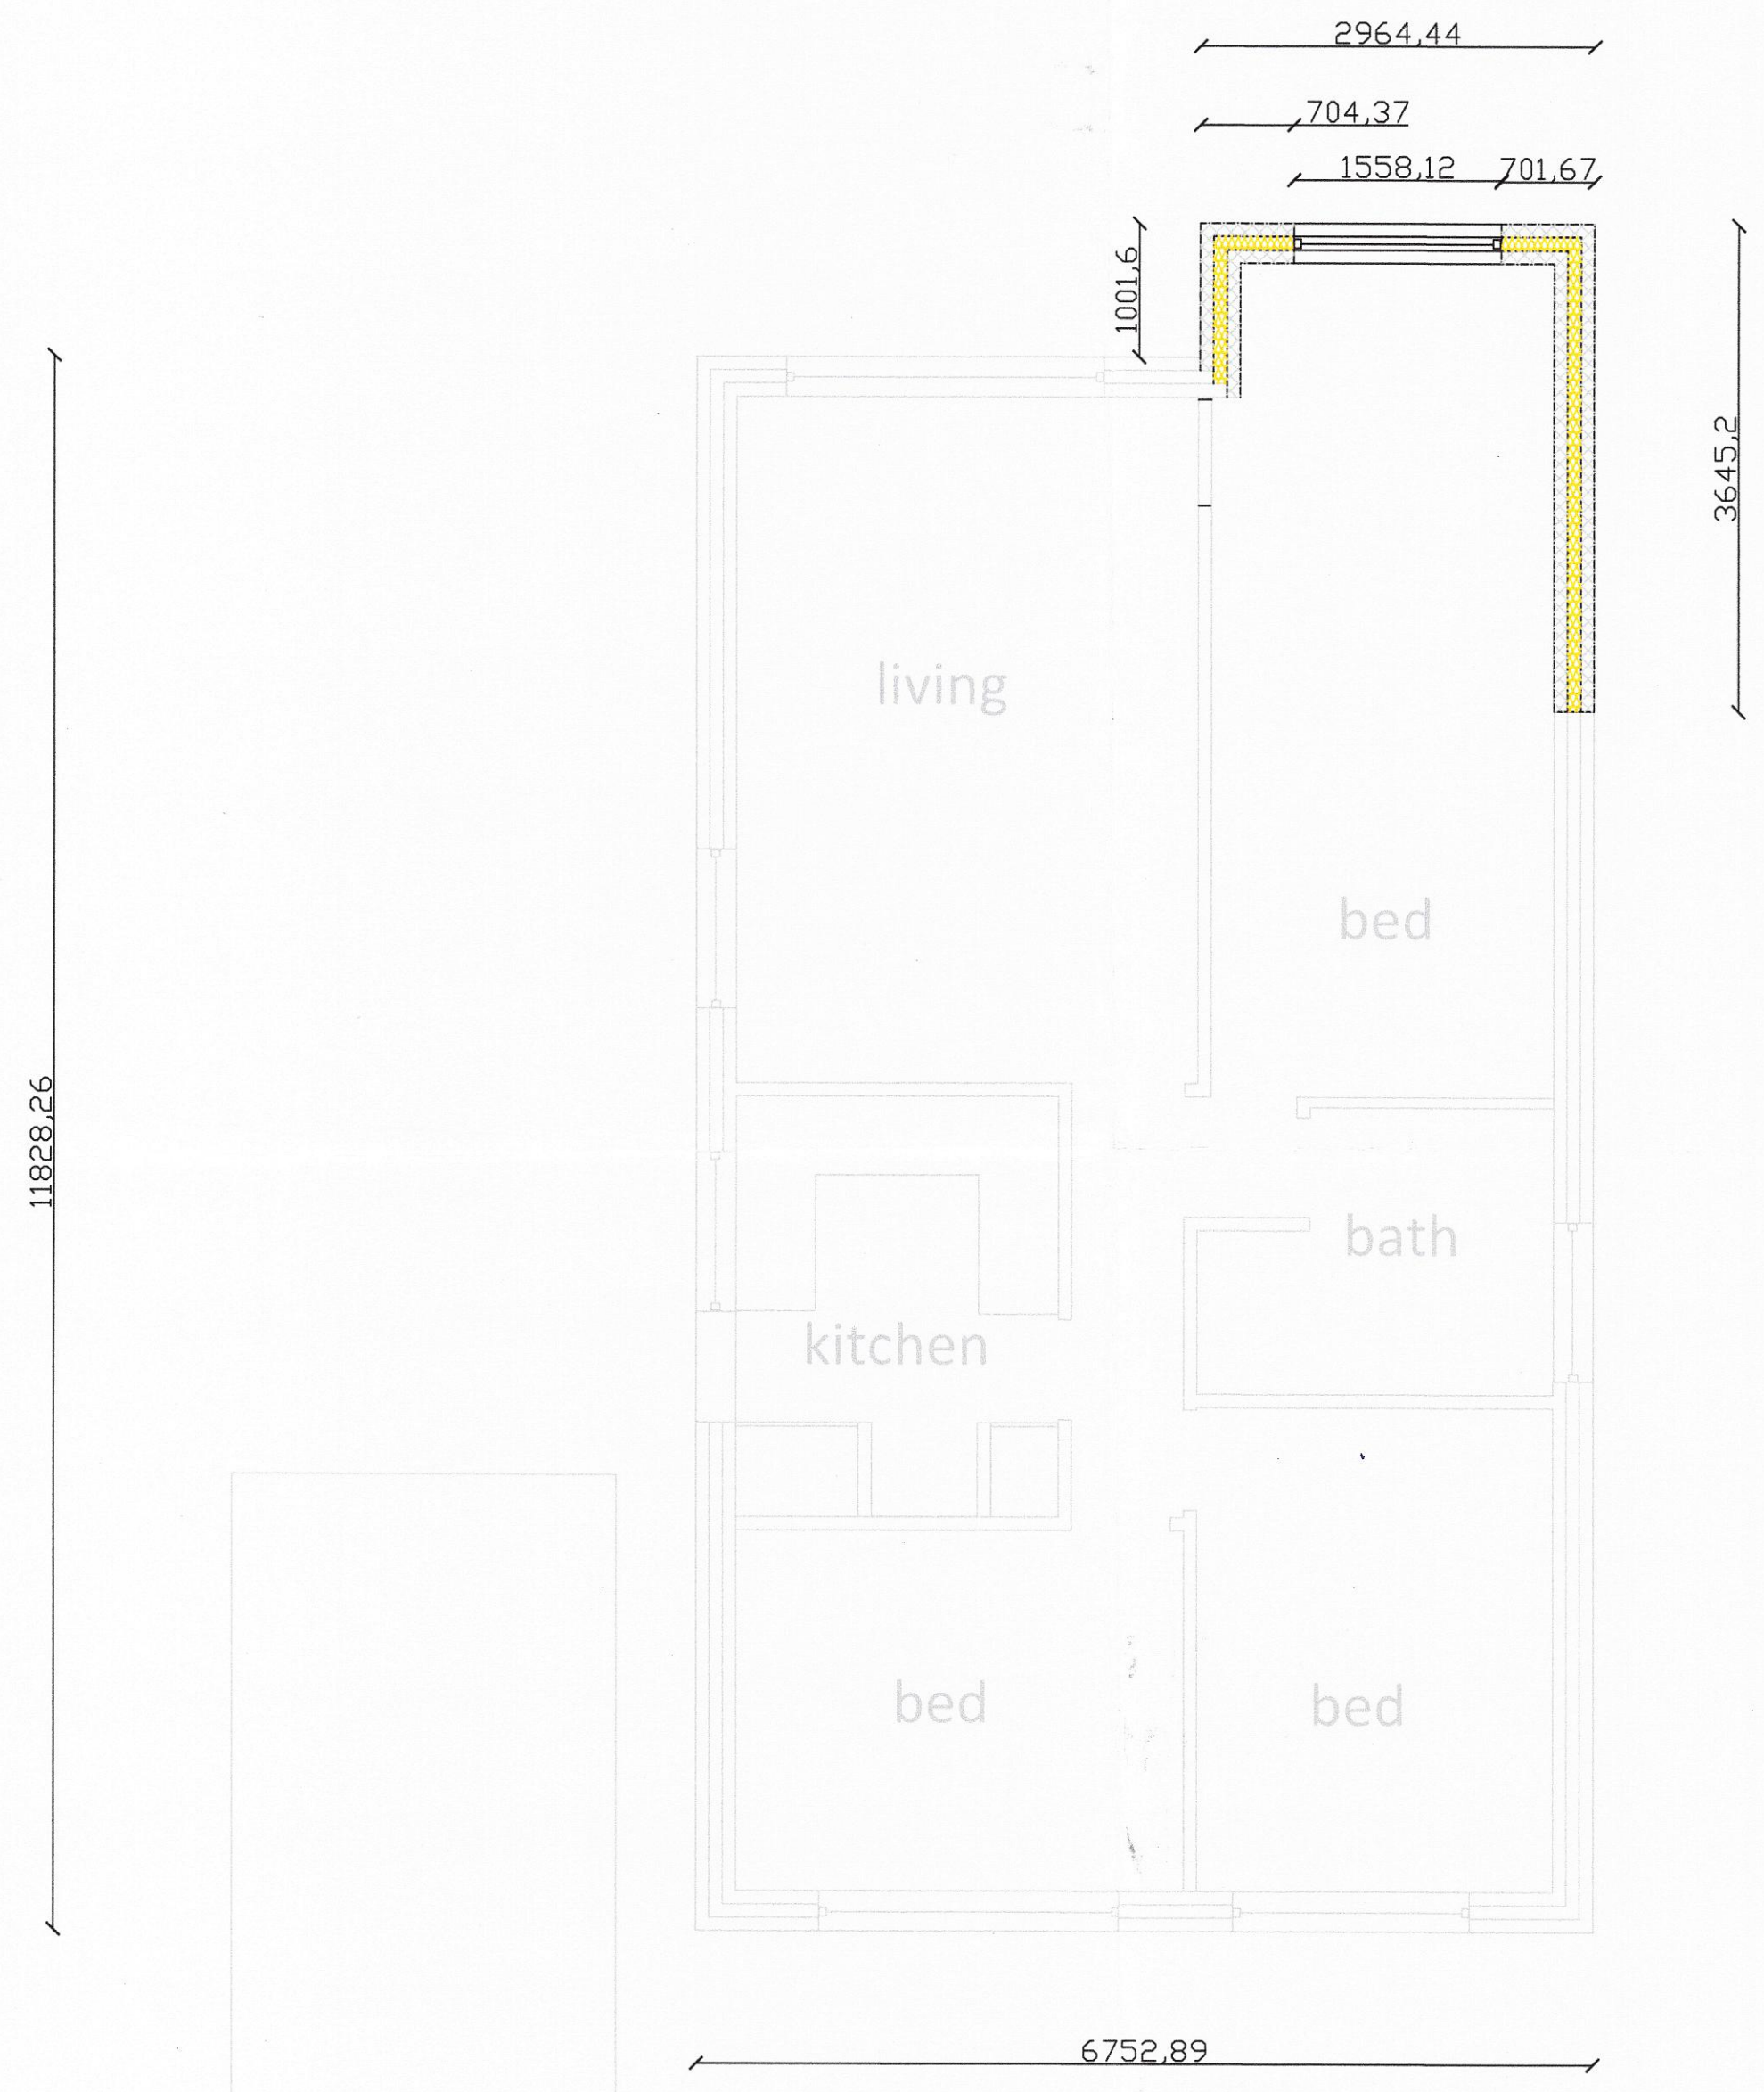 2964,44
704,37
1558,12
701,67
1001,6
3645,2
living
bed
11828,26
bath
kitchen
bed
bed
6752,89